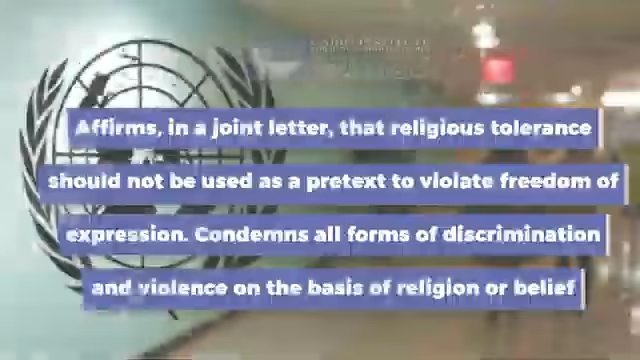 Affirms, in a joint letter, that religious tolerance
should not be used as a pretext to violate freedom of
expression. Condemns all forms of discrimination
and violence on the basis of religion or belief